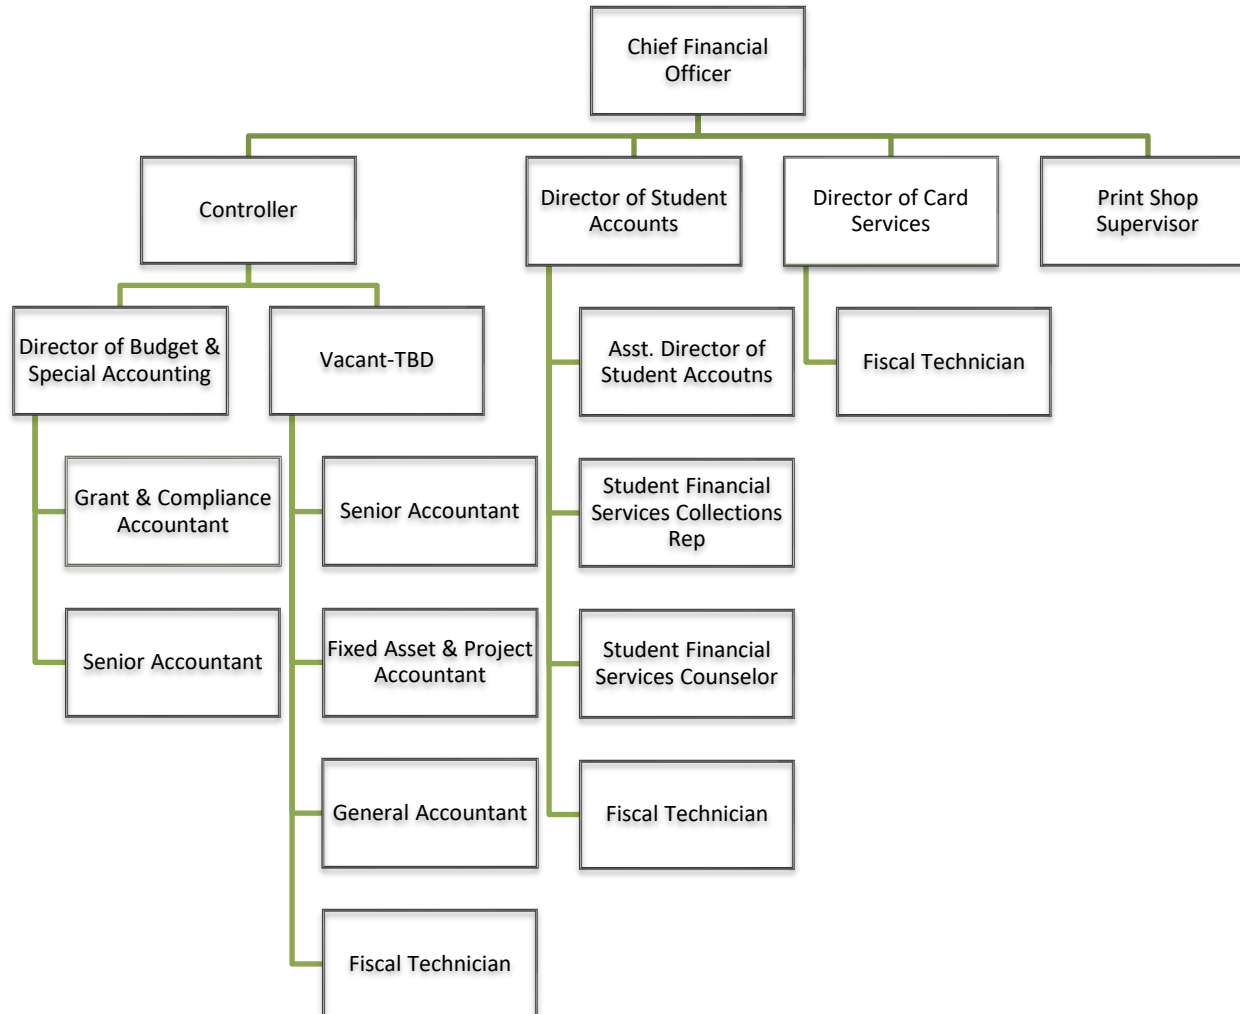 Chief Financial
Officer
Controller
Director of Student
Accounts
Director of Card
Services
Print Shop
Supervisor
Director of Budget &
Special Accounting
Vacant-TBD
Asst. Director of
Student Accoutns
Fiscal Technician
Grant & Compliance
Accountant
Senior Accountant
Student Financial
Services Collections
Rep
Senior Accountant
Fixed Asset & Project
Accountant
Student Financial
Services Counselor
General Accountant
Fiscal Technician
Fiscal Technician